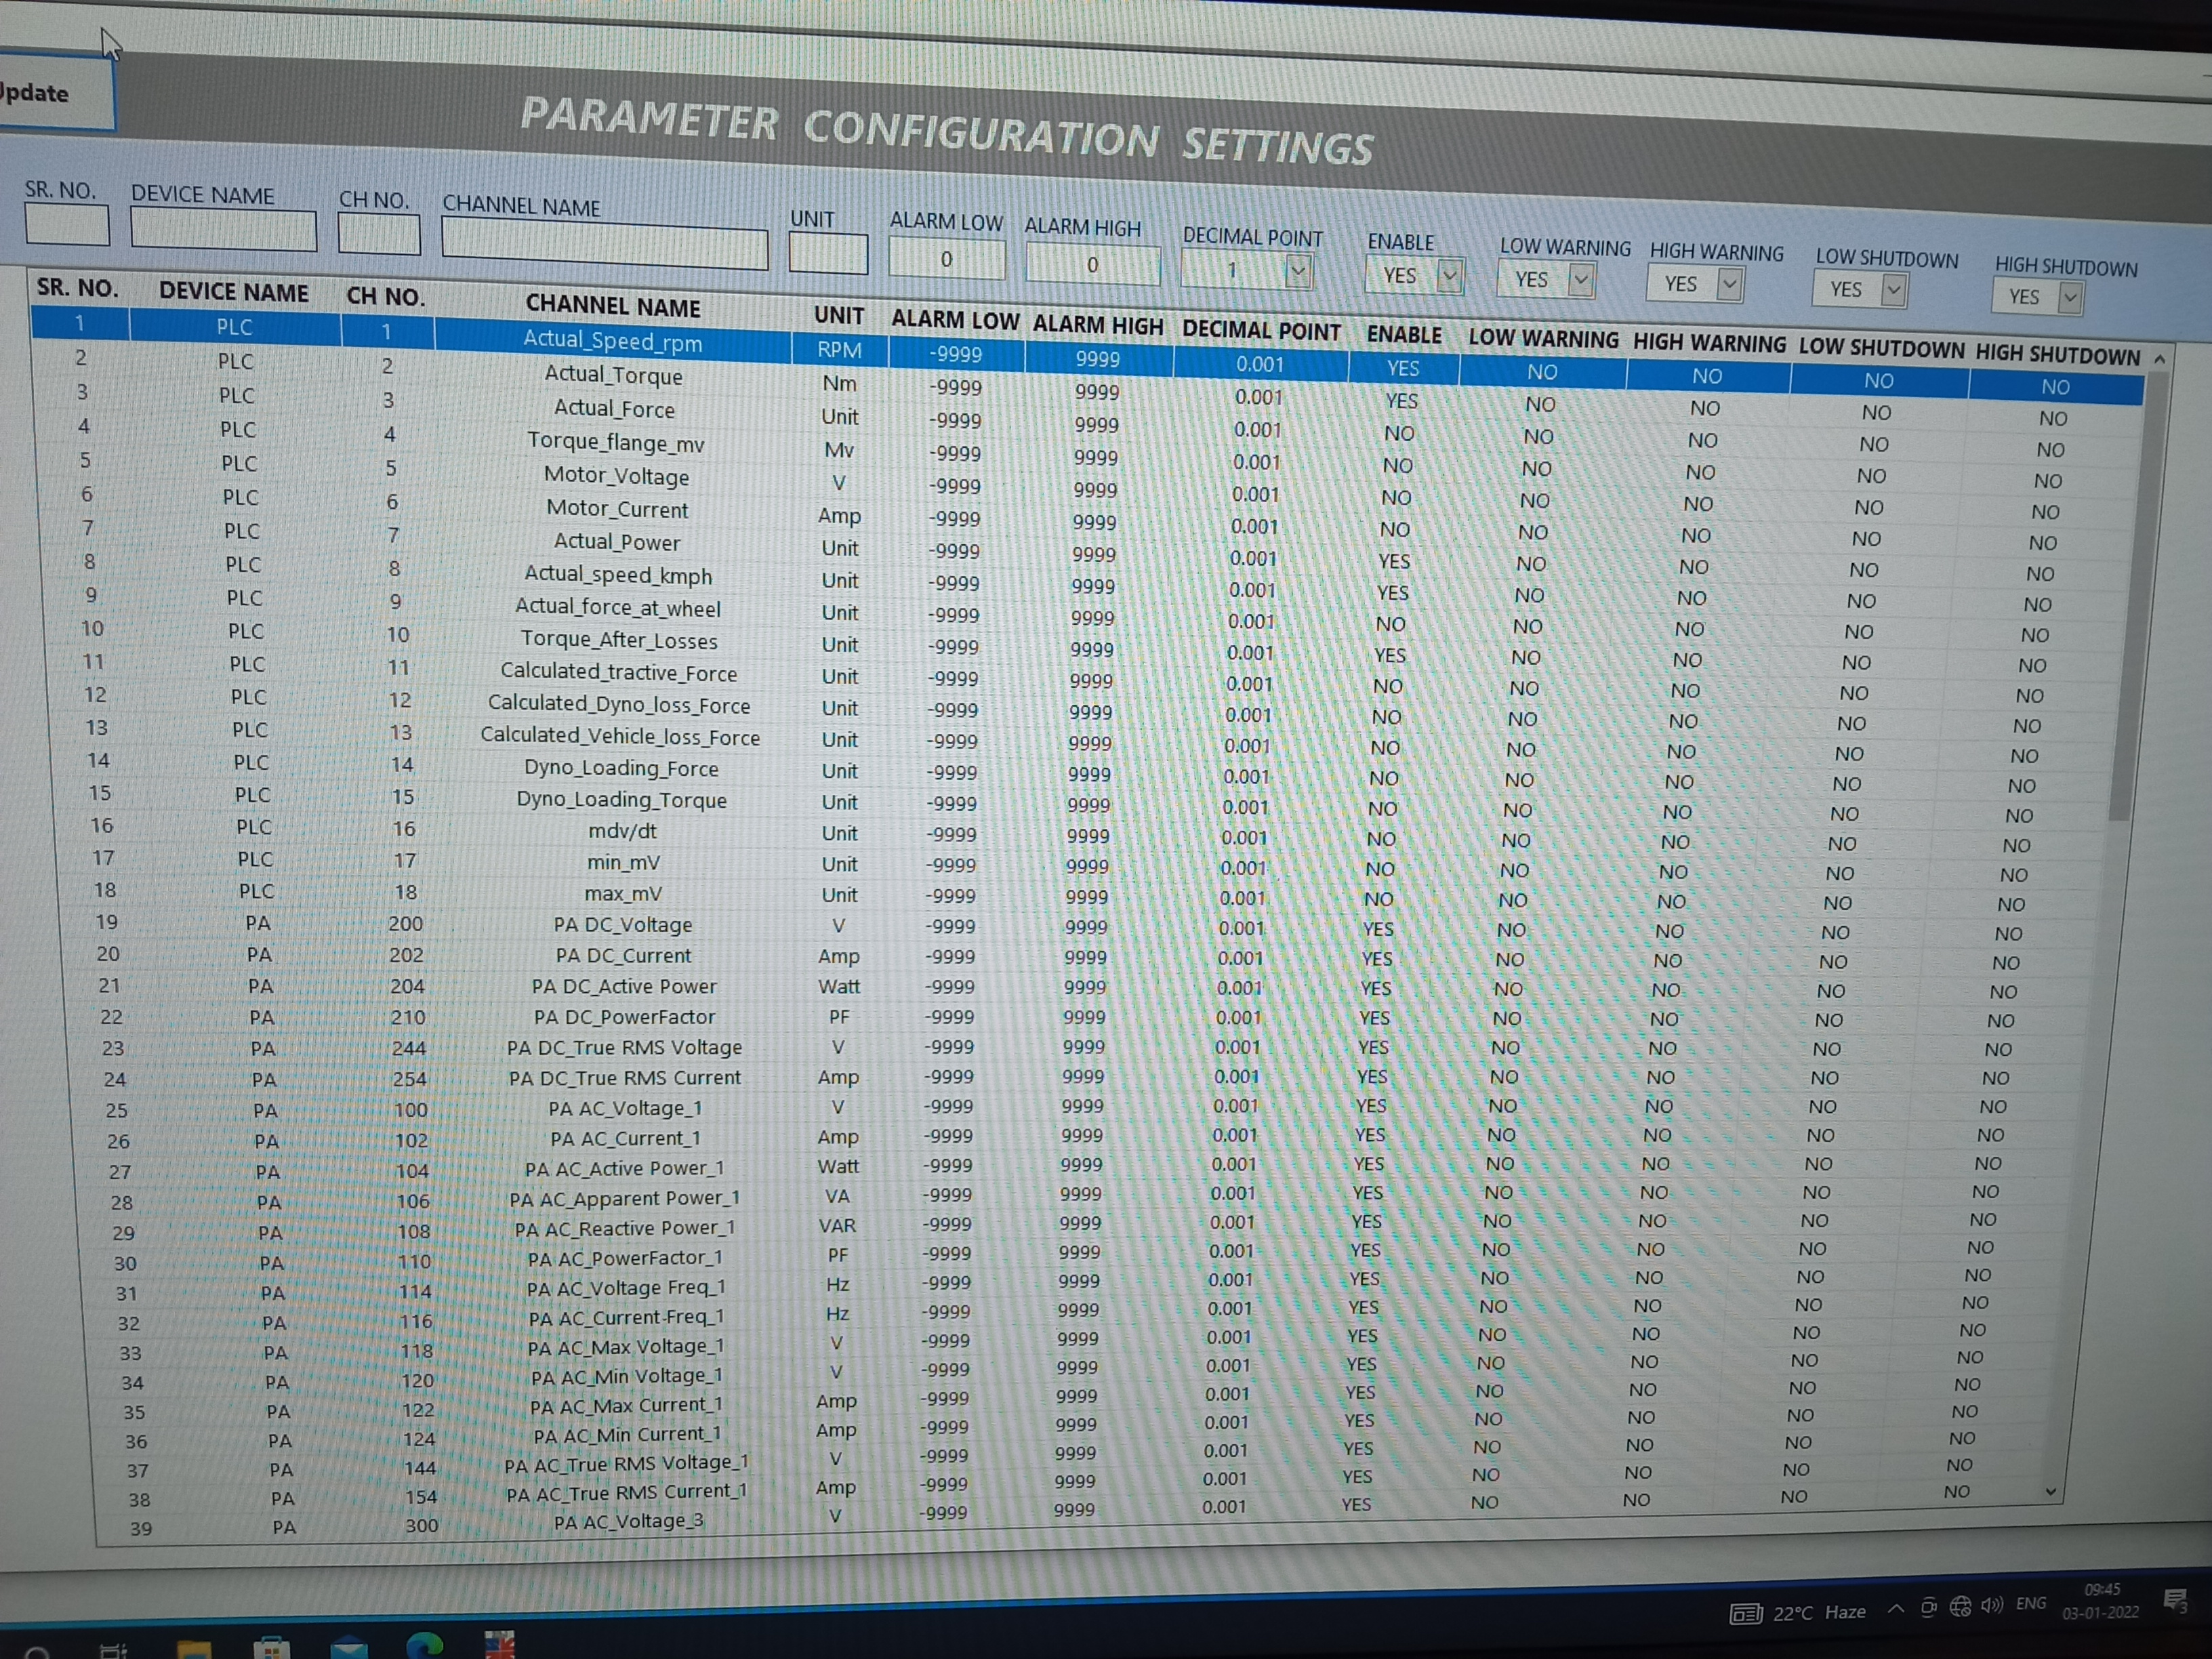 Update
PARAMETER CONFIGURATION SETTINGS
SR. NO. DEVICE NAME CH NO. CHANNEL NAME UNIT ALARM LOW ALARM HIGH DECIMAL POINT ENABLE LOW WARNING HIGH WARNING LOW SHUTDOWN HIGH SHUTDOWN
0 0 1 YES YES YES YES YES
SR. NO. DEVICE NAME CH NO. CHANNEL NAME UNIT ALARM LOW ALARM HIGH DECIMAL POINT ENABLE LOW WARNING HIGH WARNING LOW SHUTDOWN HIGH SHUTDOWN
1 PLC 1 Actual_Speed_rpm RPM -9999 9999 0.001 YES NO NO NO NO
2 PLC 2 Actual_Torque Nm -9999 9999 0.001 YES NO NO NO NO
3 PLC 3 Actual_Force Unit -9999 9999 0.001 NO NO NO NO NO
4 PLC 4 Torque_flange_mv Mv -9999 9999 0.001 NO NO NO NO NO
5 PLC 5 Motor_Voltage V -9999 9999 0.001 NO NO NO NO NO
6 PLC 6 Motor_Current Amp -9999 9999 0.001 NO NO NO NO NO
7 PLC 7 Actual_Power Unit -9999 9999 0.001 YES NO NO NO NO
8 PLC 8 Actual_speed_kmph Unit -9999 9999 0.001 YES NO NO NO NO
9 PLC 9 Actual_force_at_wheel Unit -9999 9999 0.001 NO NO NO NO NO
10 PLC 10 Torque_After_Losses Unit -9999 9999 0.001 YES NO NO NO NO
11 PLC 11 Calculated_tractive_Force Unit -9999 9999 0.001 NO NO NO NO NO
12 PLC 12 Calculated_Dyno_loss_Force Unit -9999 9999 0.001 NO NO NO NO NO
13 PLC 13 Calculated_Vehicle_loss_Force Unit -9999 9999 0.001 NO NO NO NO NO
14 PLC 14 Dyno_Loading_Force Unit -9999 9999 0.001 NO NO NO NO NO
15 PLC 15 Dyno_Loading_Torque Unit -9999 9999 0.001 NO NO NO NO NO
16 PLC 16 mdv/dt Unit -9999 9999 0.001 NO NO NO NO NO
17 PLC 17 min_mV Unit -9999 9999 0.001 NO NO NO NO NO
18 PLC 18 max_mV Unit -9999 9999 0.001 NO NO NO NO NO
19 PA 200 PA DC_Voltage V -9999 9999 0.001 YES NO NO NO NO
20 PA 202 PA DC_Current Amp -9999 9999 0.001 YES NO NO NO NO
21 PA 204 PA DC_Active Power Watt -9999 9999 0.001 YES NO NO NO NO
22 PA 210 PA DC_PowerFactor PF -9999 9999 0.001 YES NO NO NO NO
23 PA 244 PA DC_True RMS Voltage V -9999 9999 0.001 YES NO NO NO NO
24 PA 254 PA DC_True RMS Current Amp -9999 9999 0.001 YES NO NO NO NO
25 PA 100 PA AC_Voltage_1 V -9999 9999 0.001 YES NO NO NO NO
26 PA 102 PA AC_Current_1 Amp -9999 9999 0.001 YES NO NO NO NO
27 PA 104 PA AC_Active Power_1 Watt -9999 9999 0.001 YES NO NO NO NO
28 PA 106 PA AC_Apparent Power_1 VA -9999 9999 0.001 YES NO NO NO NO
29 PA 108 PA AC_Reactive Power_1 VAR -9999 9999 0.001 YES NO NO NO NO
30 PA 110 PA AC_PowerFactor_1 PF -9999 9999 0.001 YES NO NO NO NO
31 PA 114 PA AC_Voltage Freq_1 Hz -9999 9999 0.001 YES NO NO NO NO
32 PA 116 PA AC_Current-Freq_1 Hz -9999 9999 0.001 YES NO NO NO NO
33 PA 118 PA AC_Max Voltage_1 V -9999 9999 0.001 YES NO NO NO NO
34 PA 120 PA AC_Min Voltage_1 V -9999 9999 0.001 YES NO NO NO NO
35 PA 122 PA AC_Max Current_1 Amp -9999 9999 0.001 YES NO NO NO NO
36 PA 124 PA AC_Min Current_1 Amp -9999 9999 0.001 YES NO NO NO NO
37 PA 144 PA AC_True RMS Voltage_1 V -9999 9999 0.001 YES NO NO NO NO
38 PA 154 PA AC_True RMS Current_1 Amp -9999 9999 0.001 YES NO NO NO NO
39 PA 300 PA AC_Voltage_3 V -9999 9999 0.001 YES NO NO NO NO
22°C Haze ENG 09:45
03-01-2022 3